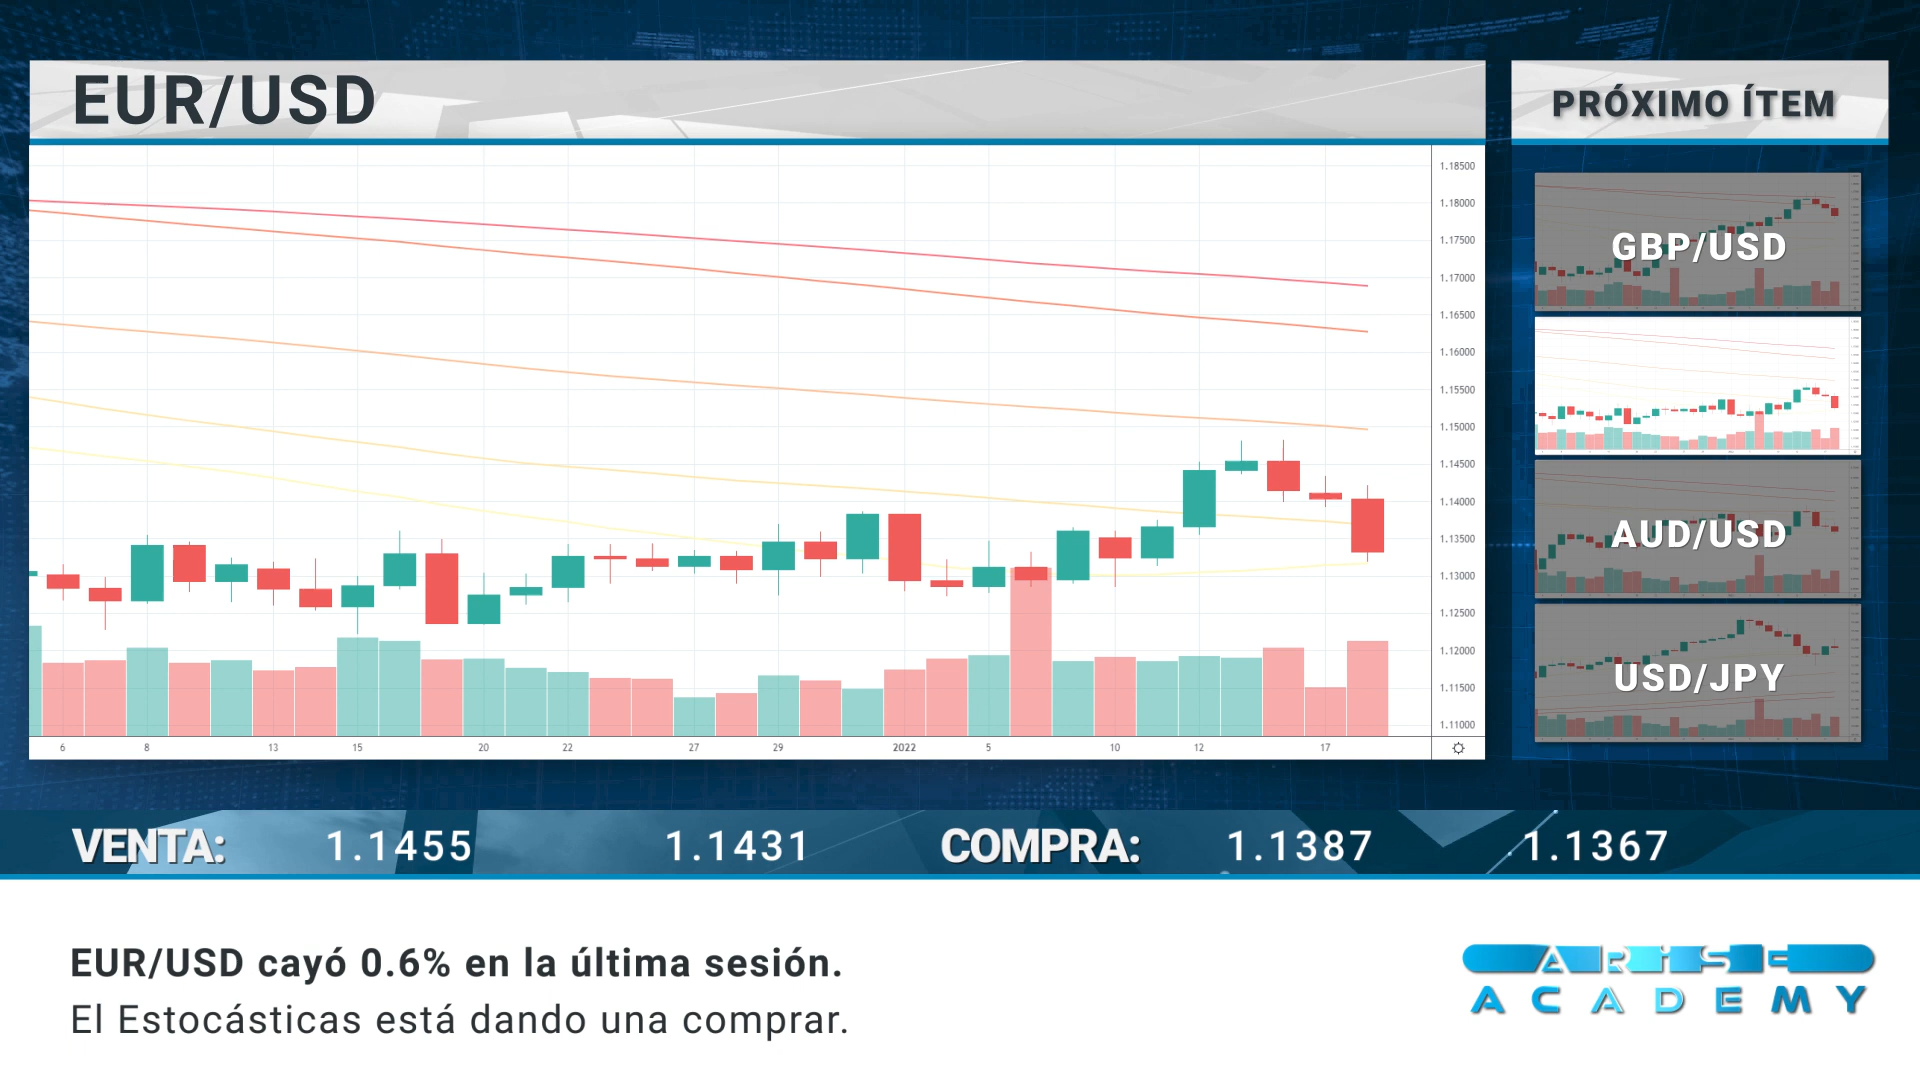 EUR/USD
PRÓXIMO ÍTEM
1.18500
1.18000
1.17500
1.17000
1.16500
1.16000
1.15500
1.15000
1.14500
1.14000
1.13500
1.13000
1.12500
1.12000
1.11500
1.11000
6 8 13 15 20 22 27 29 2022 5 10 12 17
GBP/USD
AUD/USD
USD/JPY
VENTA: 1.1455 1.1431 COMPRA: 1.1387 1.1367
EUR/USD cayó 0.6% en la última sesión.
El Estocásticas está dando una comprar.
ARISE
ACADEMY